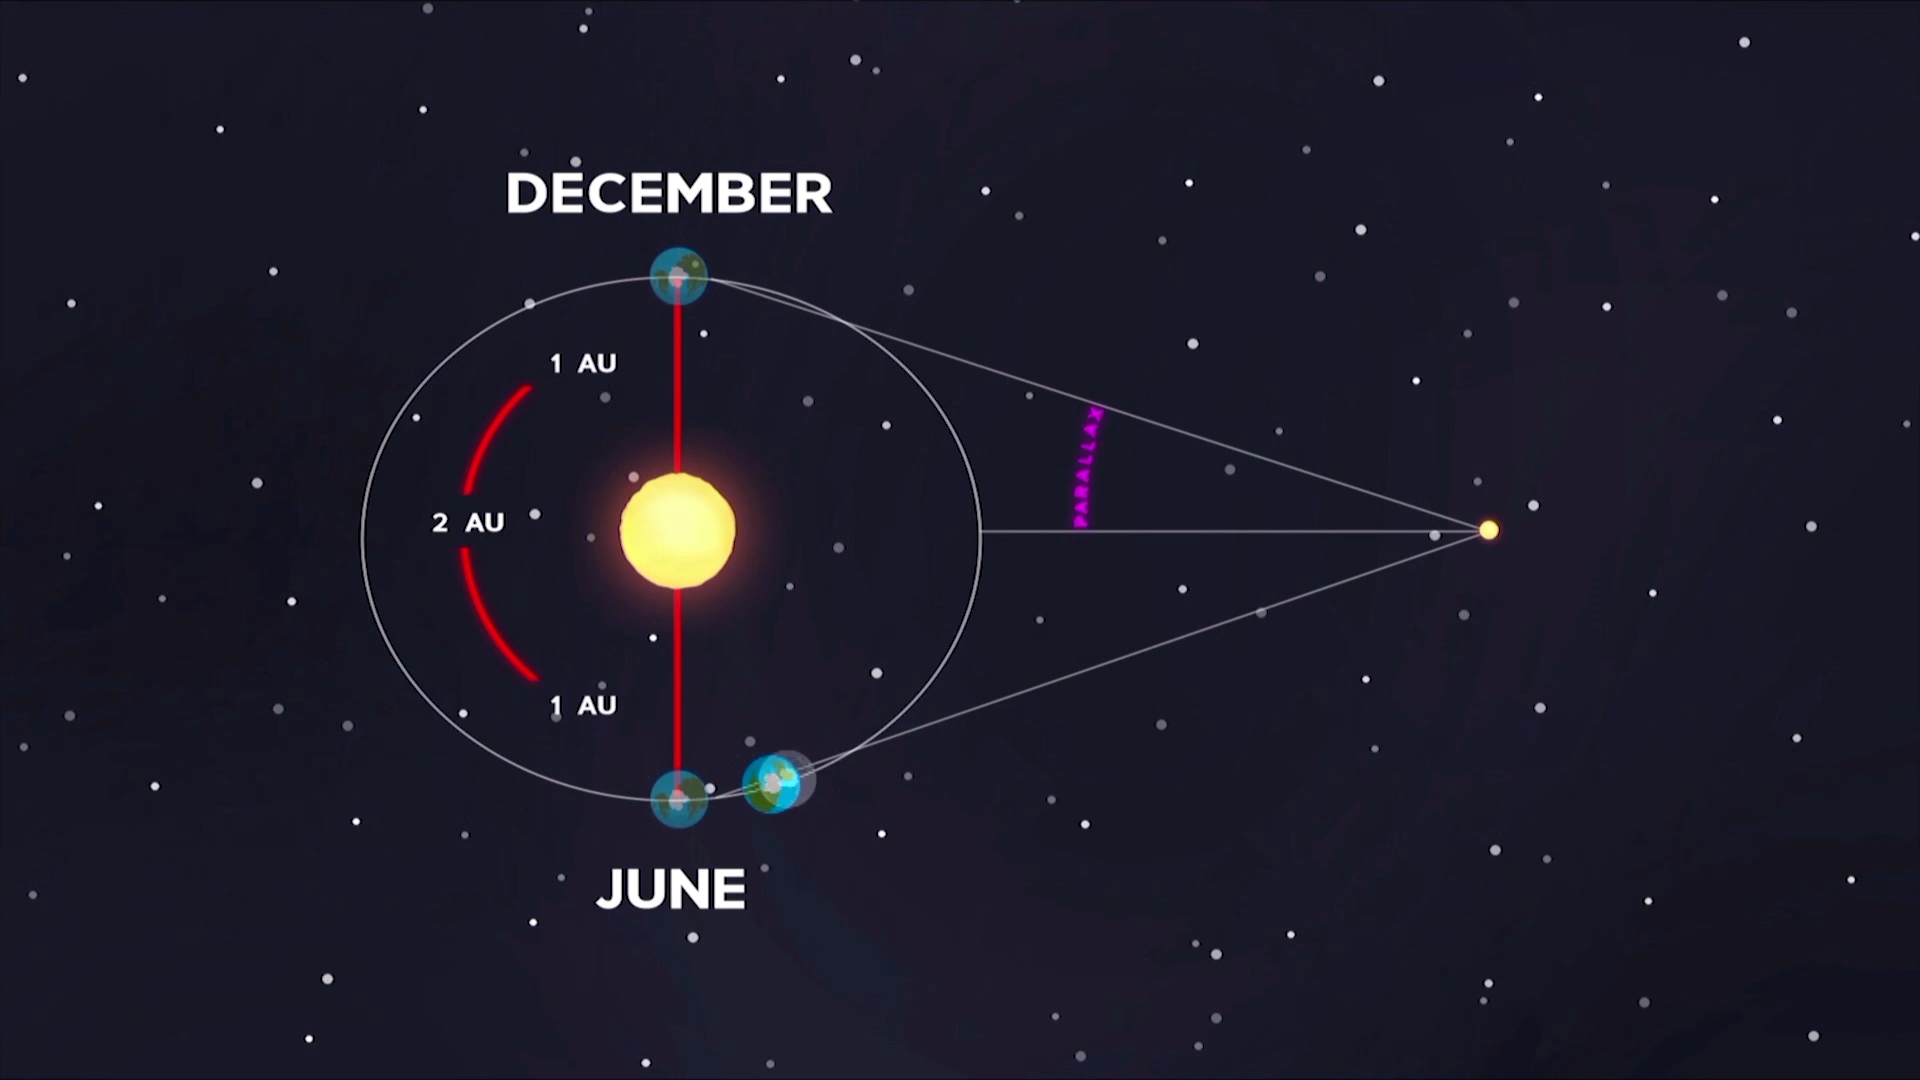 DECEMBER
1 AU
PARALLAX
2 AU
1 AU
JUNE